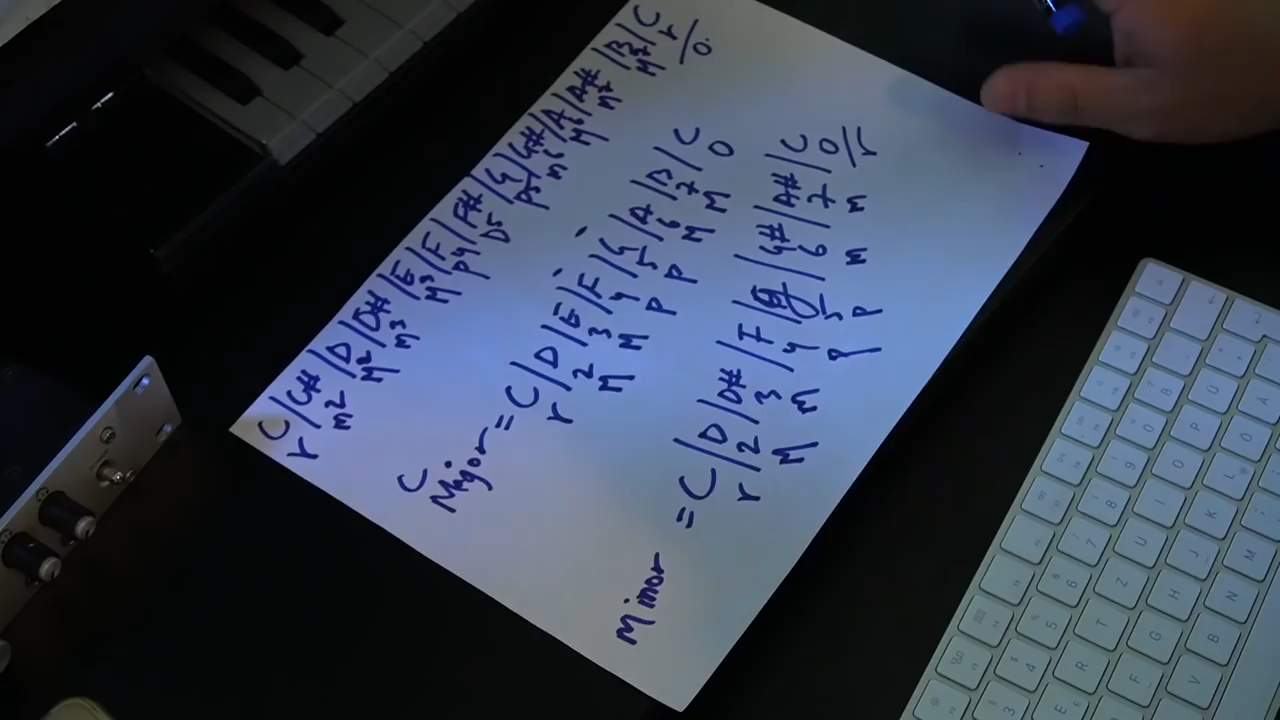 C / C# / D / D# / E / F / F# / G / G# / A / A# / B / C
r m2 M2 m3 M3 P4 D5 P5 m6 M6 m7 M7 r/o.
C
Major = C / D / E / F / G / A / B / C
r 2 3 4 5 6 7 O
M M P P M M
Minor = C / D / D# / F / G / G# / A# / C
r 2 3 4 5 6 7 O/r
M m P P m m